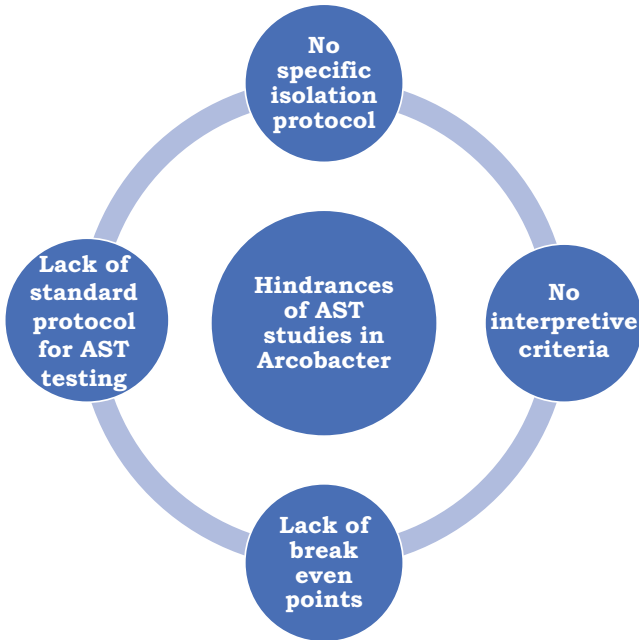 No
specific
isolation
protocol
Lack of
standard
protocol
for AST
testing
Hindrances
of AST
studies in
Arcobacter
No
interpretive
criteria
Lack of
break
even
points